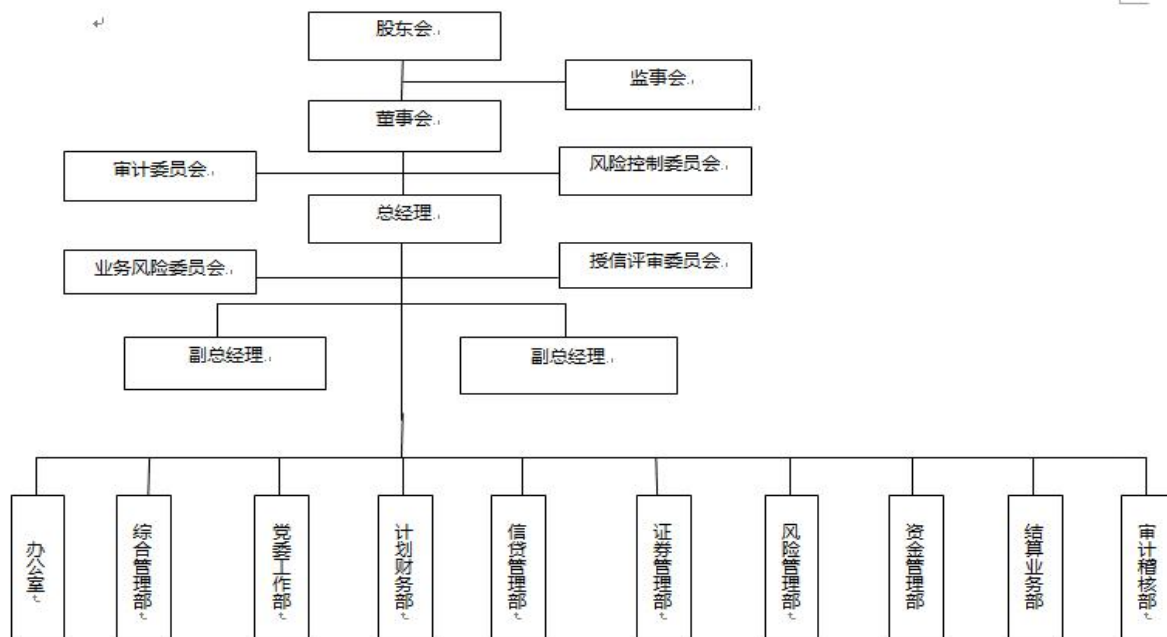 股东会
监事会
董事会
审计委员会
风险控制委员会
总经理
业务风险委员会
授信评审委员会
副总经理
副总经理
办公室
综合管理部
党委工作部
计划财务部
信贷管理部
证券管理部
风险管理部
资金管理部
结算业务部
审计稽核部